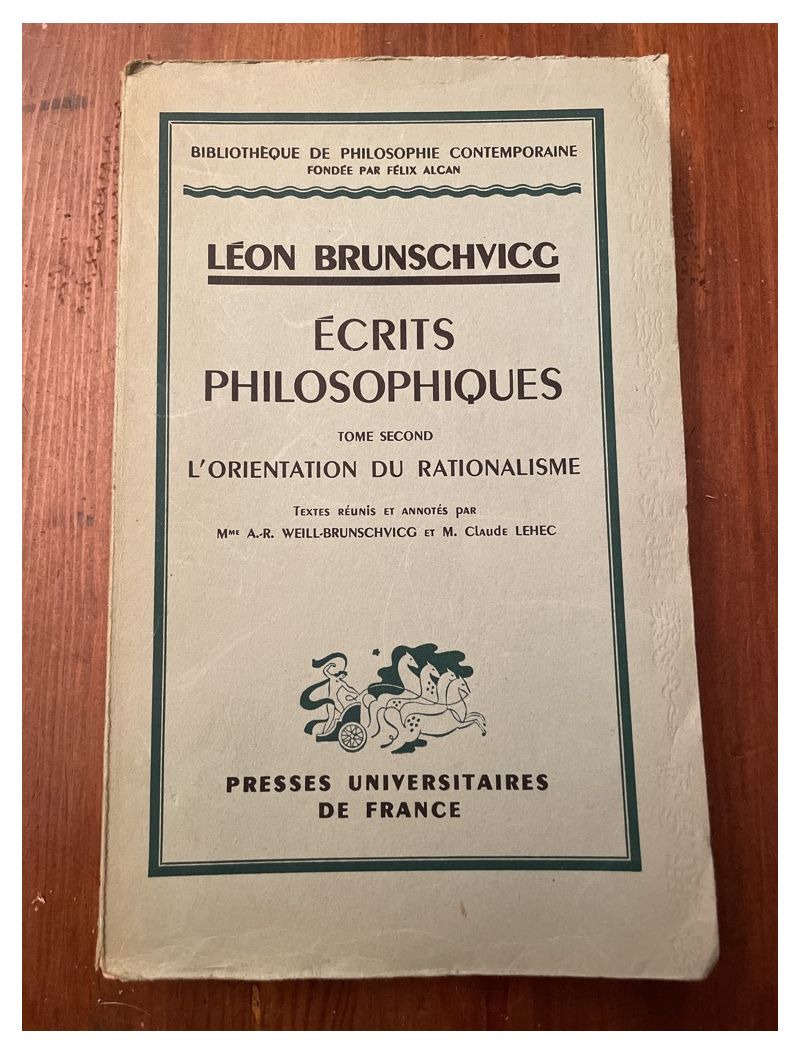 BIBLIOTHÈQUE DE PHILOSOPHIE CONTEMPORAINE
FONDÉE PAR FÉLIX ALCAN
LÉON BRUNSCHVICG
ÉCRITS
PHILOSOPHIQUES
TOME SECOND
L'ORIENTATION DU RATIONALISME
TEXTES RÉUNIS ET ANNOTÉS PAR
MME A.-R. WEILL-BRUNSCHVICG ET M. Claude LEHEC
PRESSES UNIVERSITAIRES
DE FRANCE